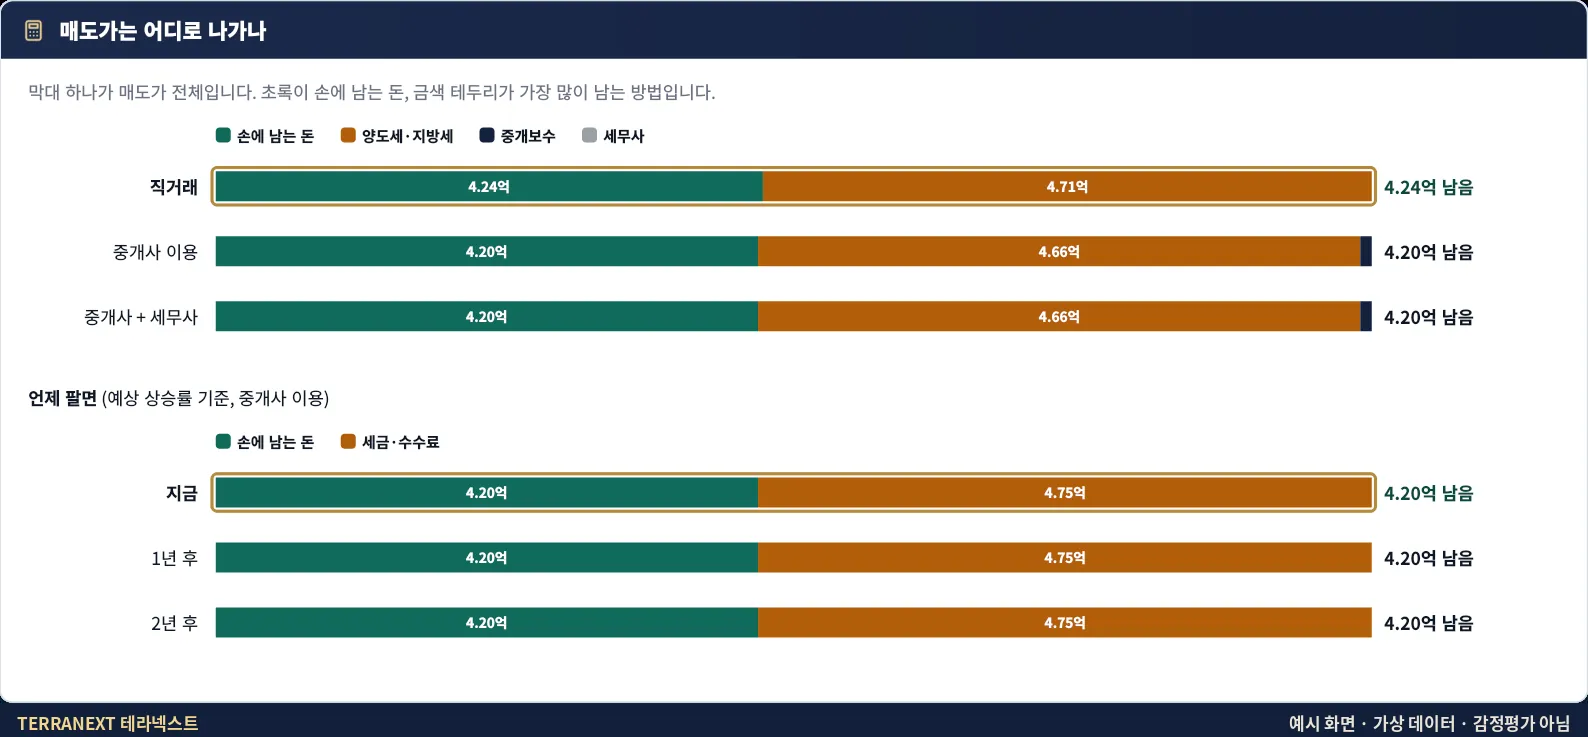 매도가는 어디로 나가나
막대 하나가 매도가 전체입니다. 초록이 손에 남는 돈, 금색 테두리가 가장 많이 남는 방법입니다.
손에 남는 돈 양도세·지방세 중개보수 세무사
직거래 4.24억 4.71억 4.24억 남음
중개사 이용 4.20억 4.66억 4.20억 남음
중개사 + 세무사 4.20억 4.66억 4.20억 남음
언제 팔면 (예상 상승률 기준, 중개사 이용)
손에 남는 돈 세금·수수료
지금 4.20억 4.75억 4.20억 남음
1년 후 4.20억 4.75억 4.20억 남음
2년 후 4.20억 4.75억 4.20억 남음
TERRANEXT 테라넥스트 예시 화면 · 가상 데이터 · 감정평가 아님